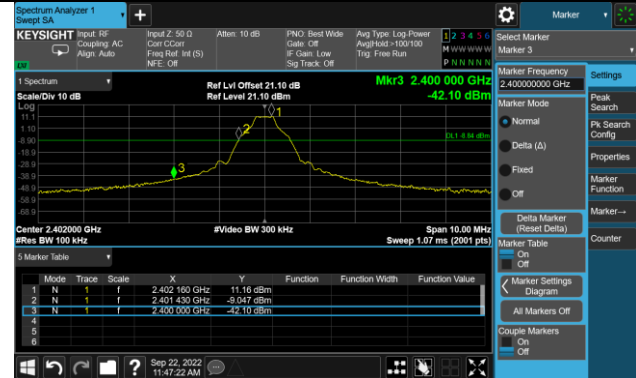 Spectrum Analyzer 1
Swept SA
Marker
KEYSIGHT
Input: RF
Coupling: AC
Align: Auto
Input Z: 50 Ω
Corr CCorr
Freq Ref: Int (S)
NFE: Off
Atten: 10 dB
PNO: Best Wide
Gate: Off
IF Gain: Low
Sig Track: Off
Avg Type: Log-Power
Avg|Hold >100/100
Trig: Free Run
1 2 3 4 5 6
M W W W W W
P N N N N N
Select Marker
Marker 3
1 Spectrum
Scale/Div 10 dB
Ref Lvl Offset 21.10 dB
Ref Level 21.10 dBm
Mkr3 2.400 000 GHz
-42.10 dBm
Log
11.1
1.10
-8.90
-18.9
-28.9
-38.9
-48.9
-58.9
-68.9
1
2
3
DL1 -8.84 dBm
Center 2.402000 GHz
#Res BW 100 kHz
#Video BW 300 kHz
Span 10.00 MHz
Sweep 1.07 ms (2001 pts)
5 Marker Table
Mode Trace Scale X Y Function Function Width Function Value
1 N 1 f 2.402 160 GHz 11.16 dBm
2 N 1 f 2.401 430 GHz -9.047 dBm
3 N 1 f 2.400 000 GHz -42.10 dBm
4
5
6
Marker Frequency
2.400000000 GHz
Marker Mode
Normal
Delta (Δ)
Fixed
Off
Delta Marker
(Reset Delta)
Marker Table
On
Off
Marker Settings
Diagram
All Markers Off
Couple Markers
On
Off
Settings
Peak
Search
Pk Search
Config
Properties
Marker
Function
Marker→
Counter
?
Sep 22, 2022
11:47:22 AM